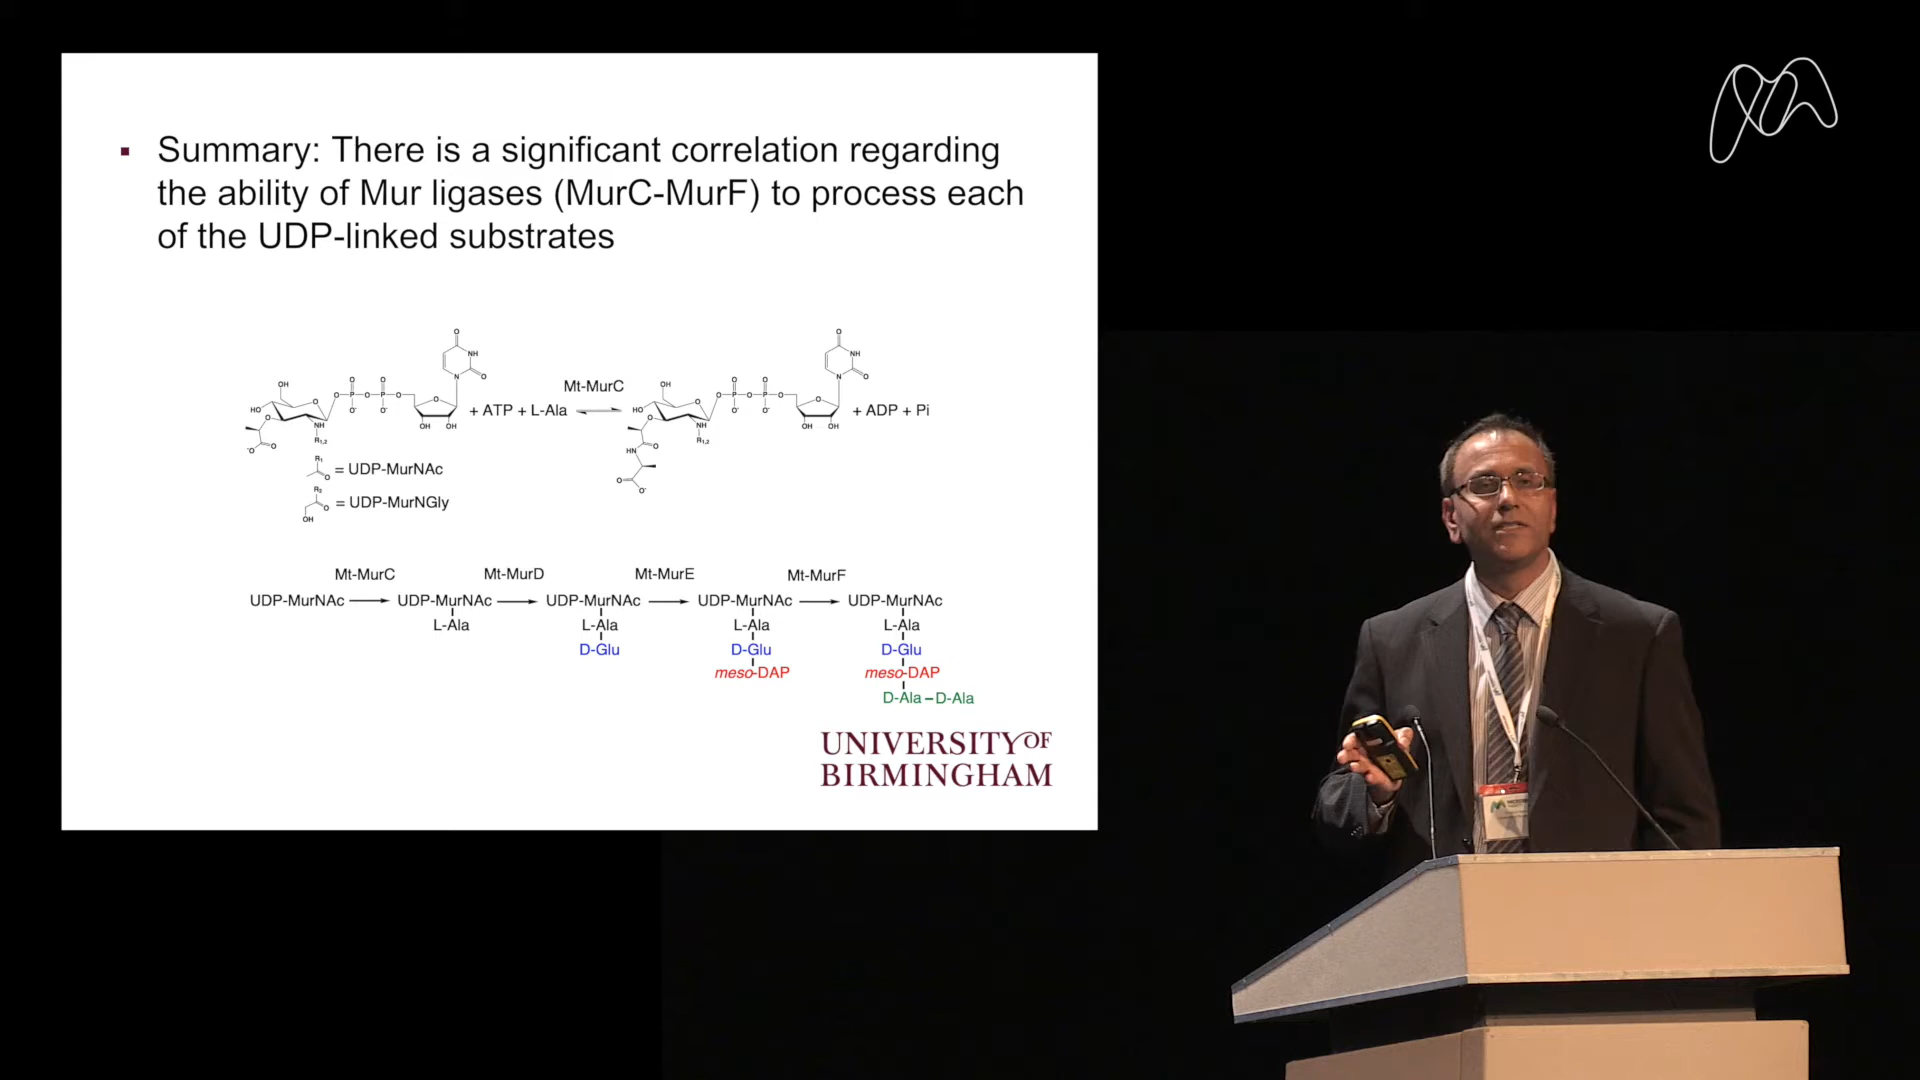 ▪ Summary: There is a significant correlation regarding
the ability of Mur ligases (MurC-MurF) to process each
of the UDP-linked substrates
Mt-MurC
+ ATP + L-Ala
+ ADP + Pi
R1 = UDP-MurNAc
R2 = UDP-MurNGly
Mt-MurC Mt-MurD Mt-MurE Mt-MurF
UDP-MurNAc UDP-MurNAc UDP-MurNAc UDP-MurNAc UDP-MurNAc
L-Ala L-Ala L-Ala L-Ala
D-Glu D-Glu D-Glu
meso-DAP meso-DAP
D-Ala – D-Ala
UNIVERSITY OF
BIRMINGHAM